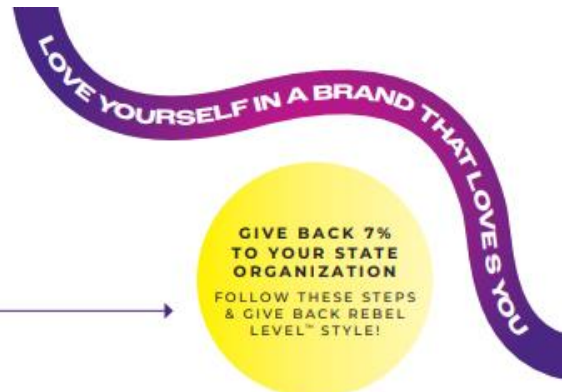 LOVE YOURSELF IN A BRAND THAT LOVES YOU
GIVE BACK 7%
TO YOUR STATE
ORGANIZATION
FOLLOW THESE STEPS
& GIVE BACK REBEL
LEVEL™ STYLE!